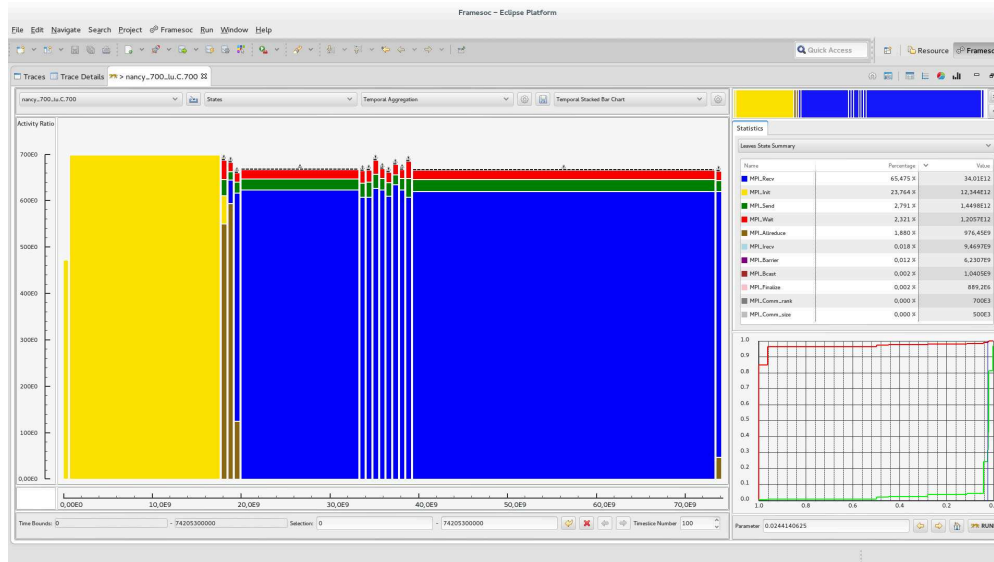 Framesoc – Eclipse Platform
File Edit Navigate Search Project Framesoc Run Window Help
Quick Access Resource Framesoc
Traces Trace Details > nancy_700_lu.C.700
nancy_700_lu.C.700 States Temporal Aggregation Temporal Stacked Bar Chart
Activity Ratio
700E0
600E0
500E0
400E0
300E0
200E0
100E0
0,00E0
0,00E0 10,0E9 20,0E9 30,0E9 40,0E9 50,0E9 60,0E9 70,0E9
Time Bounds: 0 - 74205300000 Selection: 0 - 74205300000 Timeslice Number 100
Statistics
Leaves State Summary
Name Percentage Value
MPI_Recv 65,475 % 34,01E12
MPI_Init 23,764 % 12,344E12
MPI_Send 2,791 % 1,4498E12
MPI_Wait 2,321 % 1,2057E12
MPI_Allreduce 1,880 % 976,45E9
MPI_Irecv 0,018 % 9,4697E9
MPI_Barrier 0,012 % 6,2307E9
MPI_Bcast 0,002 % 1,0405E9
MPI_Finalize 0,002 % 889,2E6
MPI_Comm_rank 0,000 % 700E3
MPI_Comm_size 0,000 % 500E3
1.0
0.9
0.8
0.7
0.6
0.5
0.4
0.3
0.2
0.1
0.0
1.0 0.8 0.6 0.4 0.2 0.
Parameter 0.0244140625 RUN